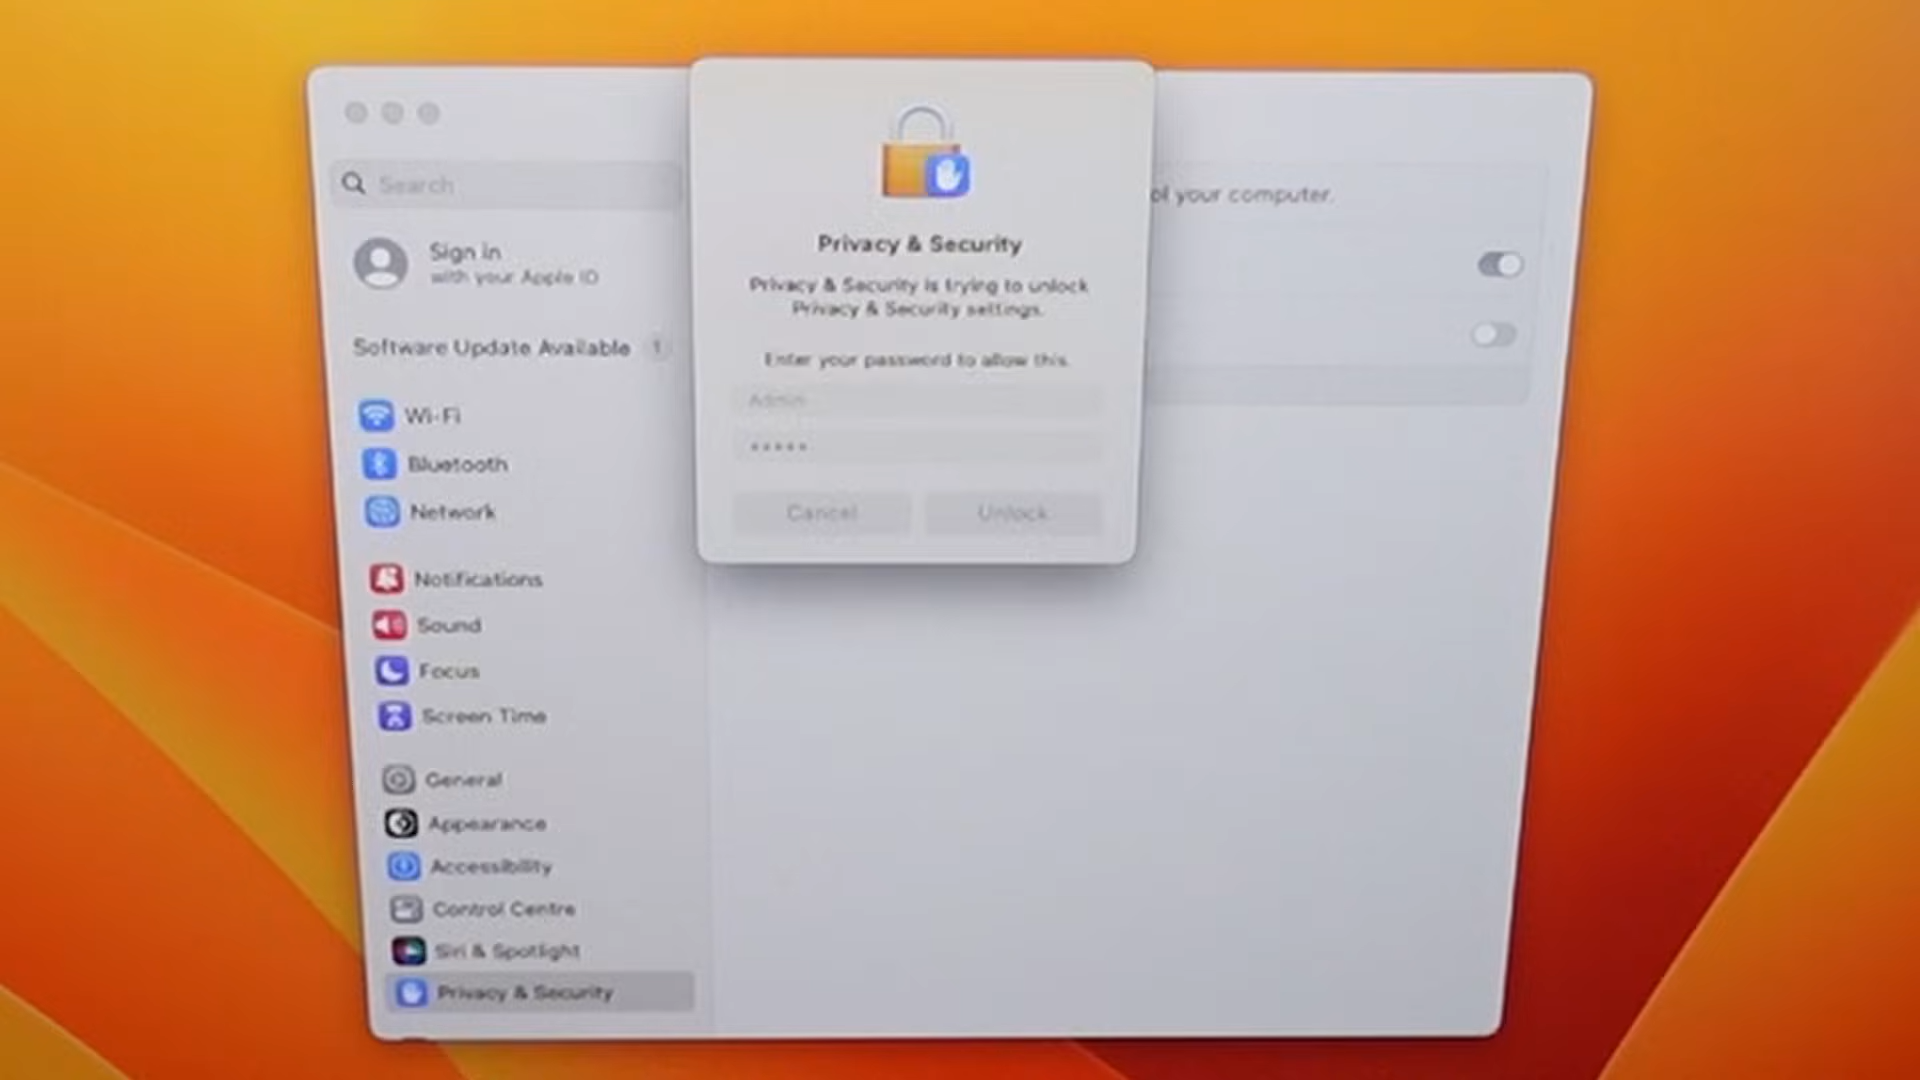 Search
Sign in
with your Apple ID
Software Update Available 1
Wi-Fi
Bluetooth
Network
Notifications
Sound
Focus
Screen Time
General
Appearance
Accessibility
Control Centre
Siri & Spotlight
Privacy & Security
Privacy & Security
Privacy & Security is trying to unlock
Privacy & Security settings.
Enter your password to allow this.
Admin
•••••
Cancel
Unlock
your computer.